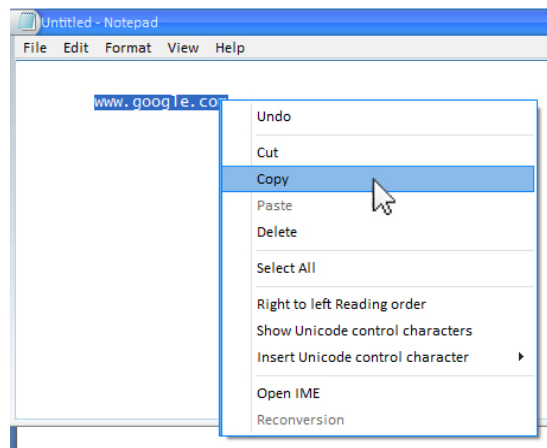 Untitled - Notepad
File Edit Format View Help
www.google.com
Undo
Cut
Copy
Paste
Delete
Select All
Right to left Reading order
Show Unicode control characters
Insert Unicode control character
Open IME
Reconversion